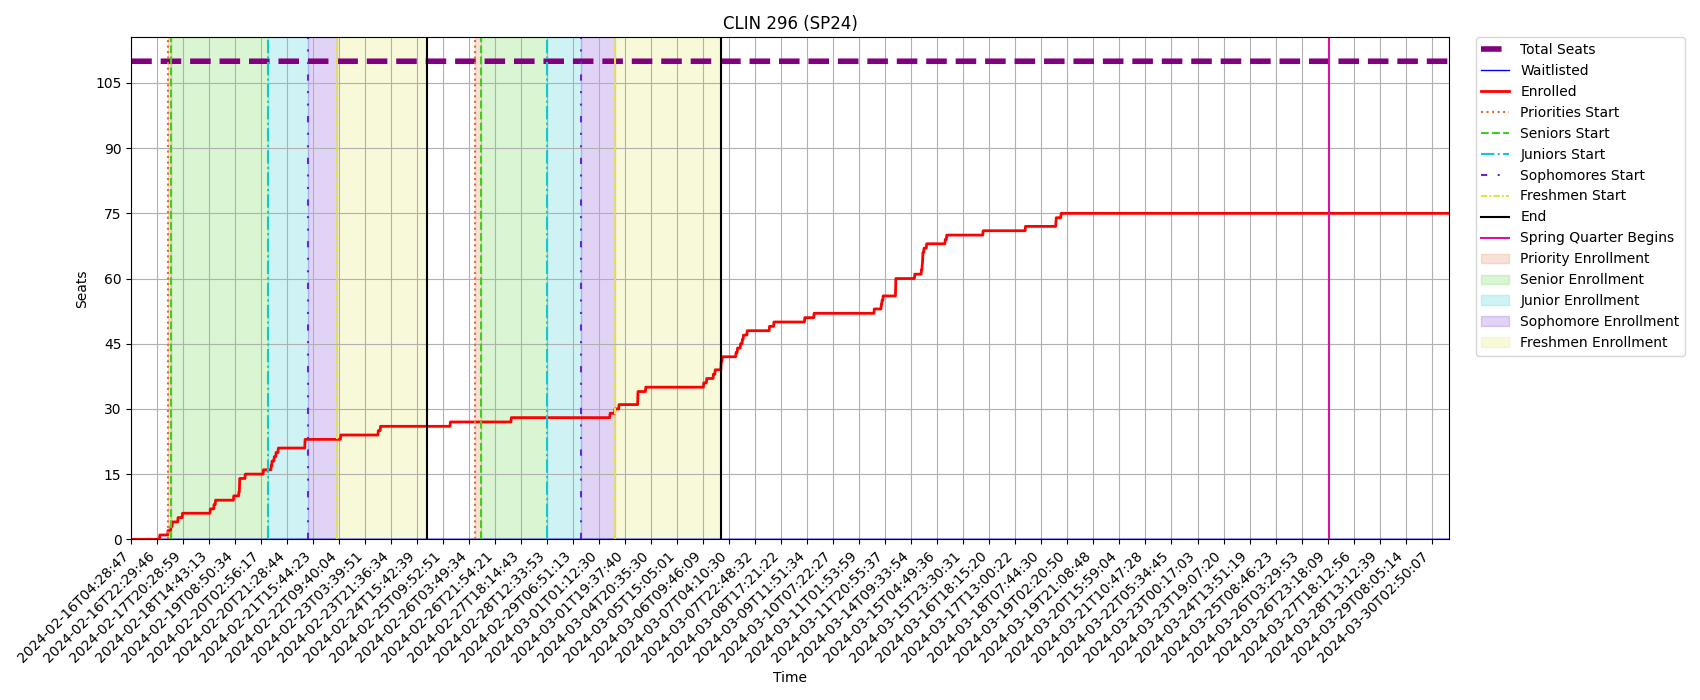 CLIN 296 (SP24)
Seats
105
90
75
60
45
30
15
0
2024-02-16T04:28:47
2024-02-16T22:29:46
2024-02-17T20:28:59
2024-02-18T14:43:13
2024-02-19T08:50:34
2024-02-20T02:56:17
2024-02-20T21:28:44
2024-02-21T15:44:23
2024-02-22T09:40:04
2024-02-23T03:39:51
2024-02-23T21:36:34
2024-02-24T15:42:39
2024-02-25T09:52:51
2024-02-26T03:49:34
2024-02-26T21:54:21
2024-02-27T18:14:43
2024-02-28T12:33:53
2024-02-29T06:51:13
2024-03-01T01:12:30
2024-03-01T19:37:40
2024-03-04T20:35:30
2024-03-05T15:05:01
2024-03-06T09:46:09
2024-03-07T04:10:30
2024-03-07T22:48:32
2024-03-08T17:21:22
2024-03-09T11:51:34
2024-03-10T07:22:27
2024-03-11T01:53:59
2024-03-11T20:55:37
2024-03-14T09:33:54
2024-03-15T04:49:36
2024-03-15T23:30:31
2024-03-16T18:15:20
2024-03-17T13:00:22
2024-03-18T07:44:30
2024-03-19T02:20:50
2024-03-19T21:08:48
2024-03-20T15:59:04
2024-03-21T10:47:28
2024-03-22T05:34:45
2024-03-23T00:17:03
2024-03-23T19:07:20
2024-03-24T13:51:19
2024-03-25T08:46:23
2024-03-26T03:29:53
2024-03-26T23:18:09
2024-03-27T18:12:56
2024-03-28T13:12:39
2024-03-29T08:05:14
2024-03-30T02:50:07
Time
Total Seats
Waitlisted
Enrolled
Priorities Start
Seniors Start
Juniors Start
Sophomores Start
Freshmen Start
End
Spring Quarter Begins
Priority Enrollment
Senior Enrollment
Junior Enrollment
Sophomore Enrollment
Freshmen Enrollment